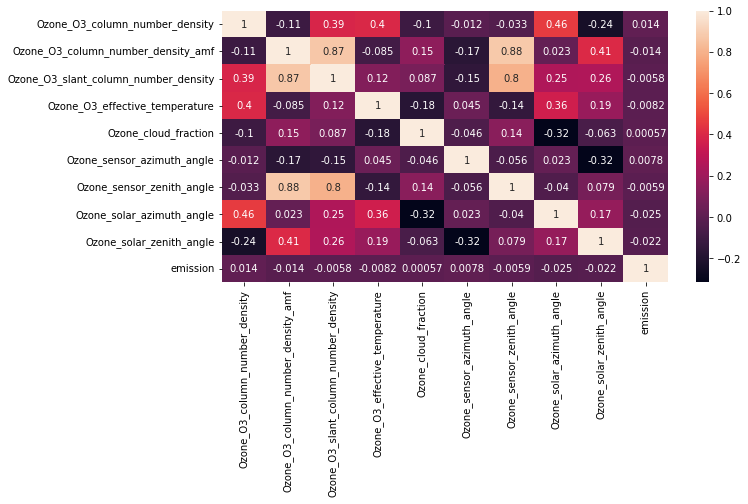 Ozone_O3_column_number_density 1 -0.11 0.39 0.4 -0.1 -0.012 -0.033 0.46 -0.24 0.014
Ozone_O3_column_number_density_amf -0.11 1 0.87 -0.085 0.15 -0.17 0.88 0.023 0.41 -0.014
Ozone_O3_slant_column_number_density 0.39 0.87 1 0.12 0.087 -0.15 0.8 0.25 0.26 -0.0058
Ozone_O3_effective_temperature 0.4 -0.085 0.12 1 -0.18 0.045 -0.14 0.36 0.19 -0.0082
Ozone_cloud_fraction -0.1 0.15 0.087 -0.18 1 -0.046 0.14 -0.32 -0.063 0.00057
Ozone_sensor_azimuth_angle -0.012 -0.17 -0.15 0.045 -0.046 1 -0.056 0.023 -0.32 0.0078
Ozone_sensor_zenith_angle -0.033 0.88 0.8 -0.14 0.14 -0.056 1 -0.04 0.079 -0.0059
Ozone_solar_azimuth_angle 0.46 0.023 0.25 0.36 -0.32 0.023 -0.04 1 0.17 -0.025
Ozone_solar_zenith_angle -0.24 0.41 0.26 0.19 -0.063 -0.32 0.079 0.17 1 -0.022
emission 0.014 -0.014 -0.0058 -0.0082 0.00057 0.0078 -0.0059 -0.025 -0.022 1
Ozone_O3_column_number_density
Ozone_O3_column_number_density_amf
Ozone_O3_slant_column_number_density
Ozone_O3_effective_temperature
Ozone_cloud_fraction
Ozone_sensor_azimuth_angle
Ozone_sensor_zenith_angle
Ozone_solar_azimuth_angle
Ozone_solar_zenith_angle
emission
1.0
0.8
0.6
0.4
0.2
0.0
−0.2